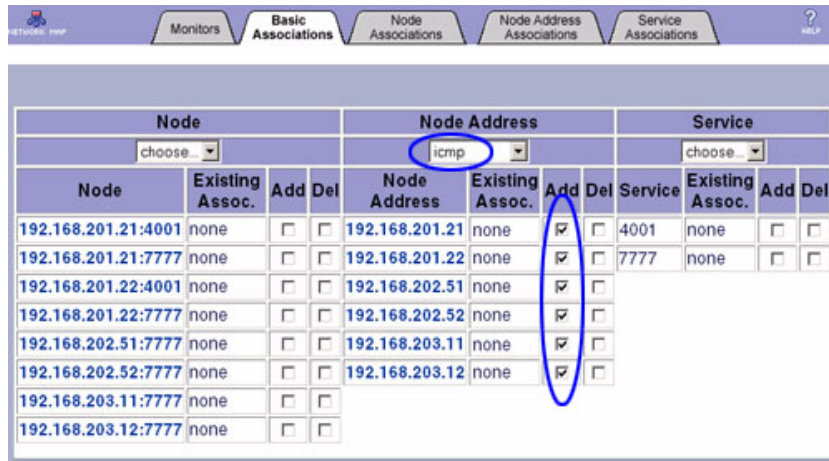 NETWORK MAP
Monitors
Basic Associations
Node Associations
Node Address Associations
Service Associations
?
HELP
Node
Node Address
Service
choose...
icmp
choose...
Node Existing Assoc. Add Del Node Address Existing Assoc. Add Del Service Existing Assoc. Add Del
192.168.201.21:4001 none 192.168.201.21 none 4001 none
192.168.201.21:7777 none 192.168.201.22 none 7777 none
192.168.201.22:4001 none 192.168.202.51 none
192.168.201.22:7777 none 192.168.202.52 none
192.168.202.51:7777 none 192.168.203.11 none
192.168.202.52:7777 none 192.168.203.12 none
192.168.203.11:7777 none
192.168.203.12:7777 none